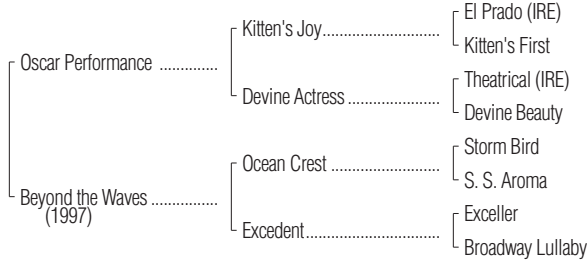 El Prado (IRE)
Kitten's Joy........................
Kitten's First
Oscar Performance ..............
Theatrical (IRE)
Devine Actress ......................
Devine Beauty
Storm Bird
Ocean Crest .........................
S. S. Aroma
Beyond the Waves ................
(1997)
Exceller
Excedent................................
Broadway Lullaby